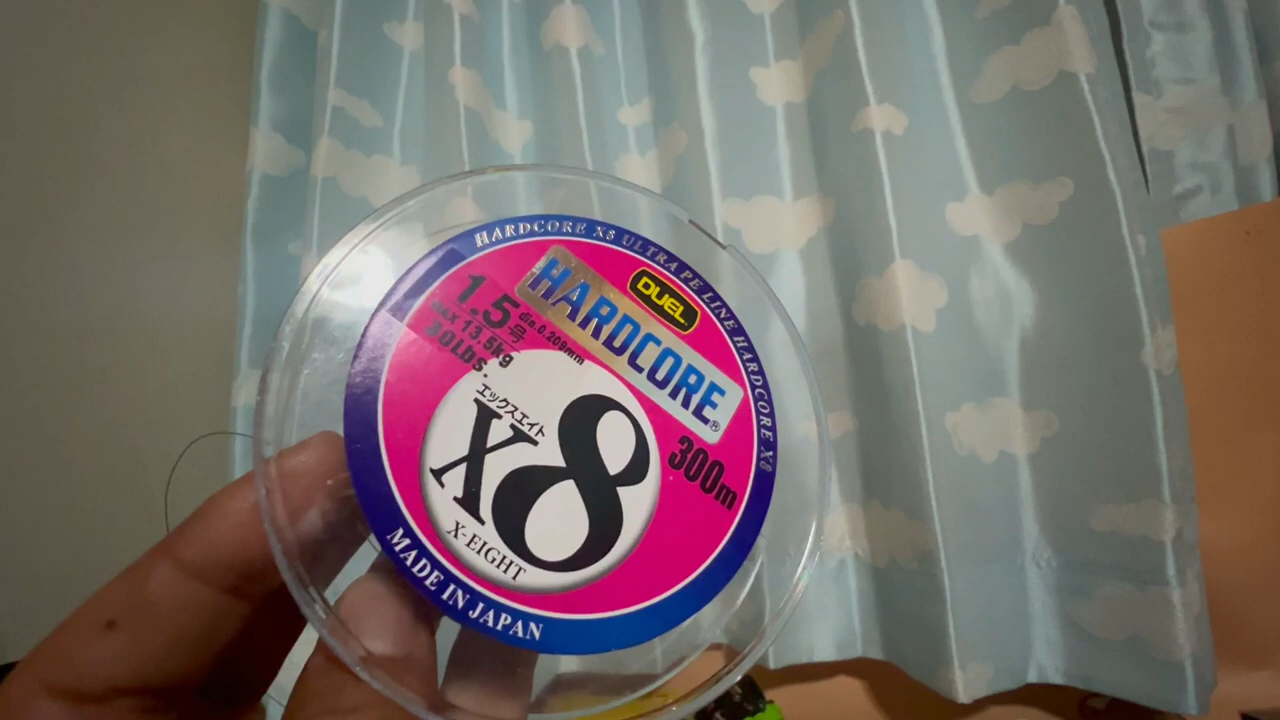 HARDCORE X8 ULTRA PE LINE HARDCORE X8
DUEL
HARDCORE®
1.5号
dia.0.209mm
MAX 13.5kg
30Lbs.
300m
エックスエイト
X8
X-EIGHT
MADE IN JAPAN